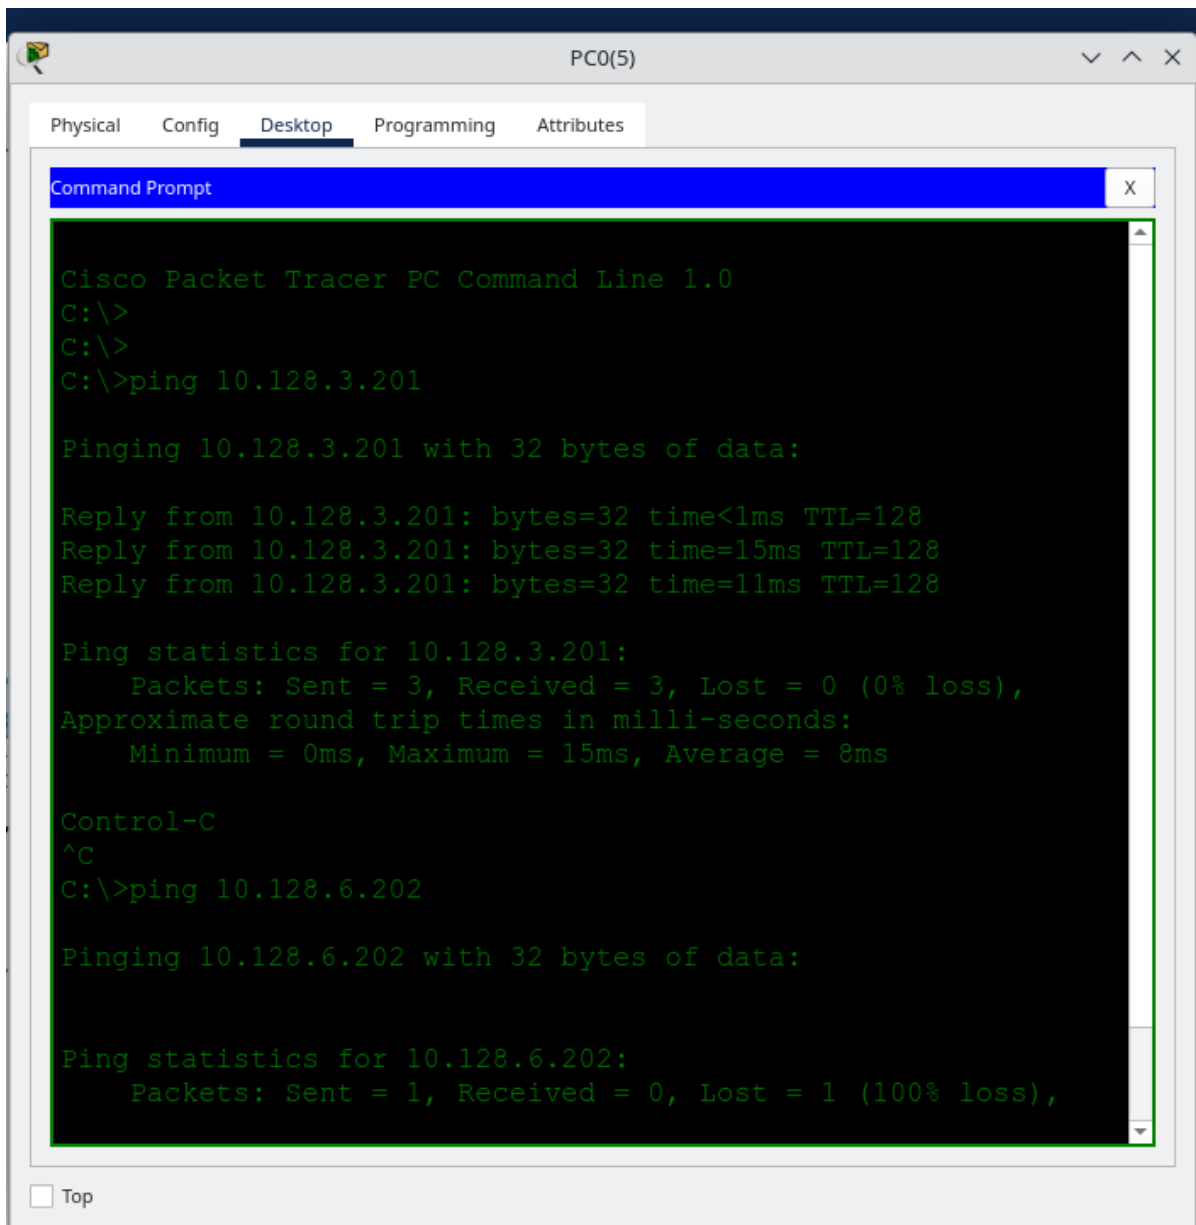 PC0(5)
Physical Config Desktop Programming Attributes
Command Prompt
X
Cisco Packet Tracer PC Command Line 1.0
C:\>
C:\>
C:\>ping 10.128.3.201
Pinging 10.128.3.201 with 32 bytes of data:
Reply from 10.128.3.201: bytes=32 time<1ms TTL=128
Reply from 10.128.3.201: bytes=32 time=15ms TTL=128
Reply from 10.128.3.201: bytes=32 time=11ms TTL=128
Ping statistics for 10.128.3.201:
Packets: Sent = 3, Received = 3, Lost = 0 (0% loss),
Approximate round trip times in milli-seconds:
Minimum = 0ms, Maximum = 15ms, Average = 8ms
Control-C
^C
C:\>ping 10.128.6.202
Pinging 10.128.6.202 with 32 bytes of data:
Ping statistics for 10.128.6.202:
Packets: Sent = 1, Received = 0, Lost = 1 (100% loss),
Top